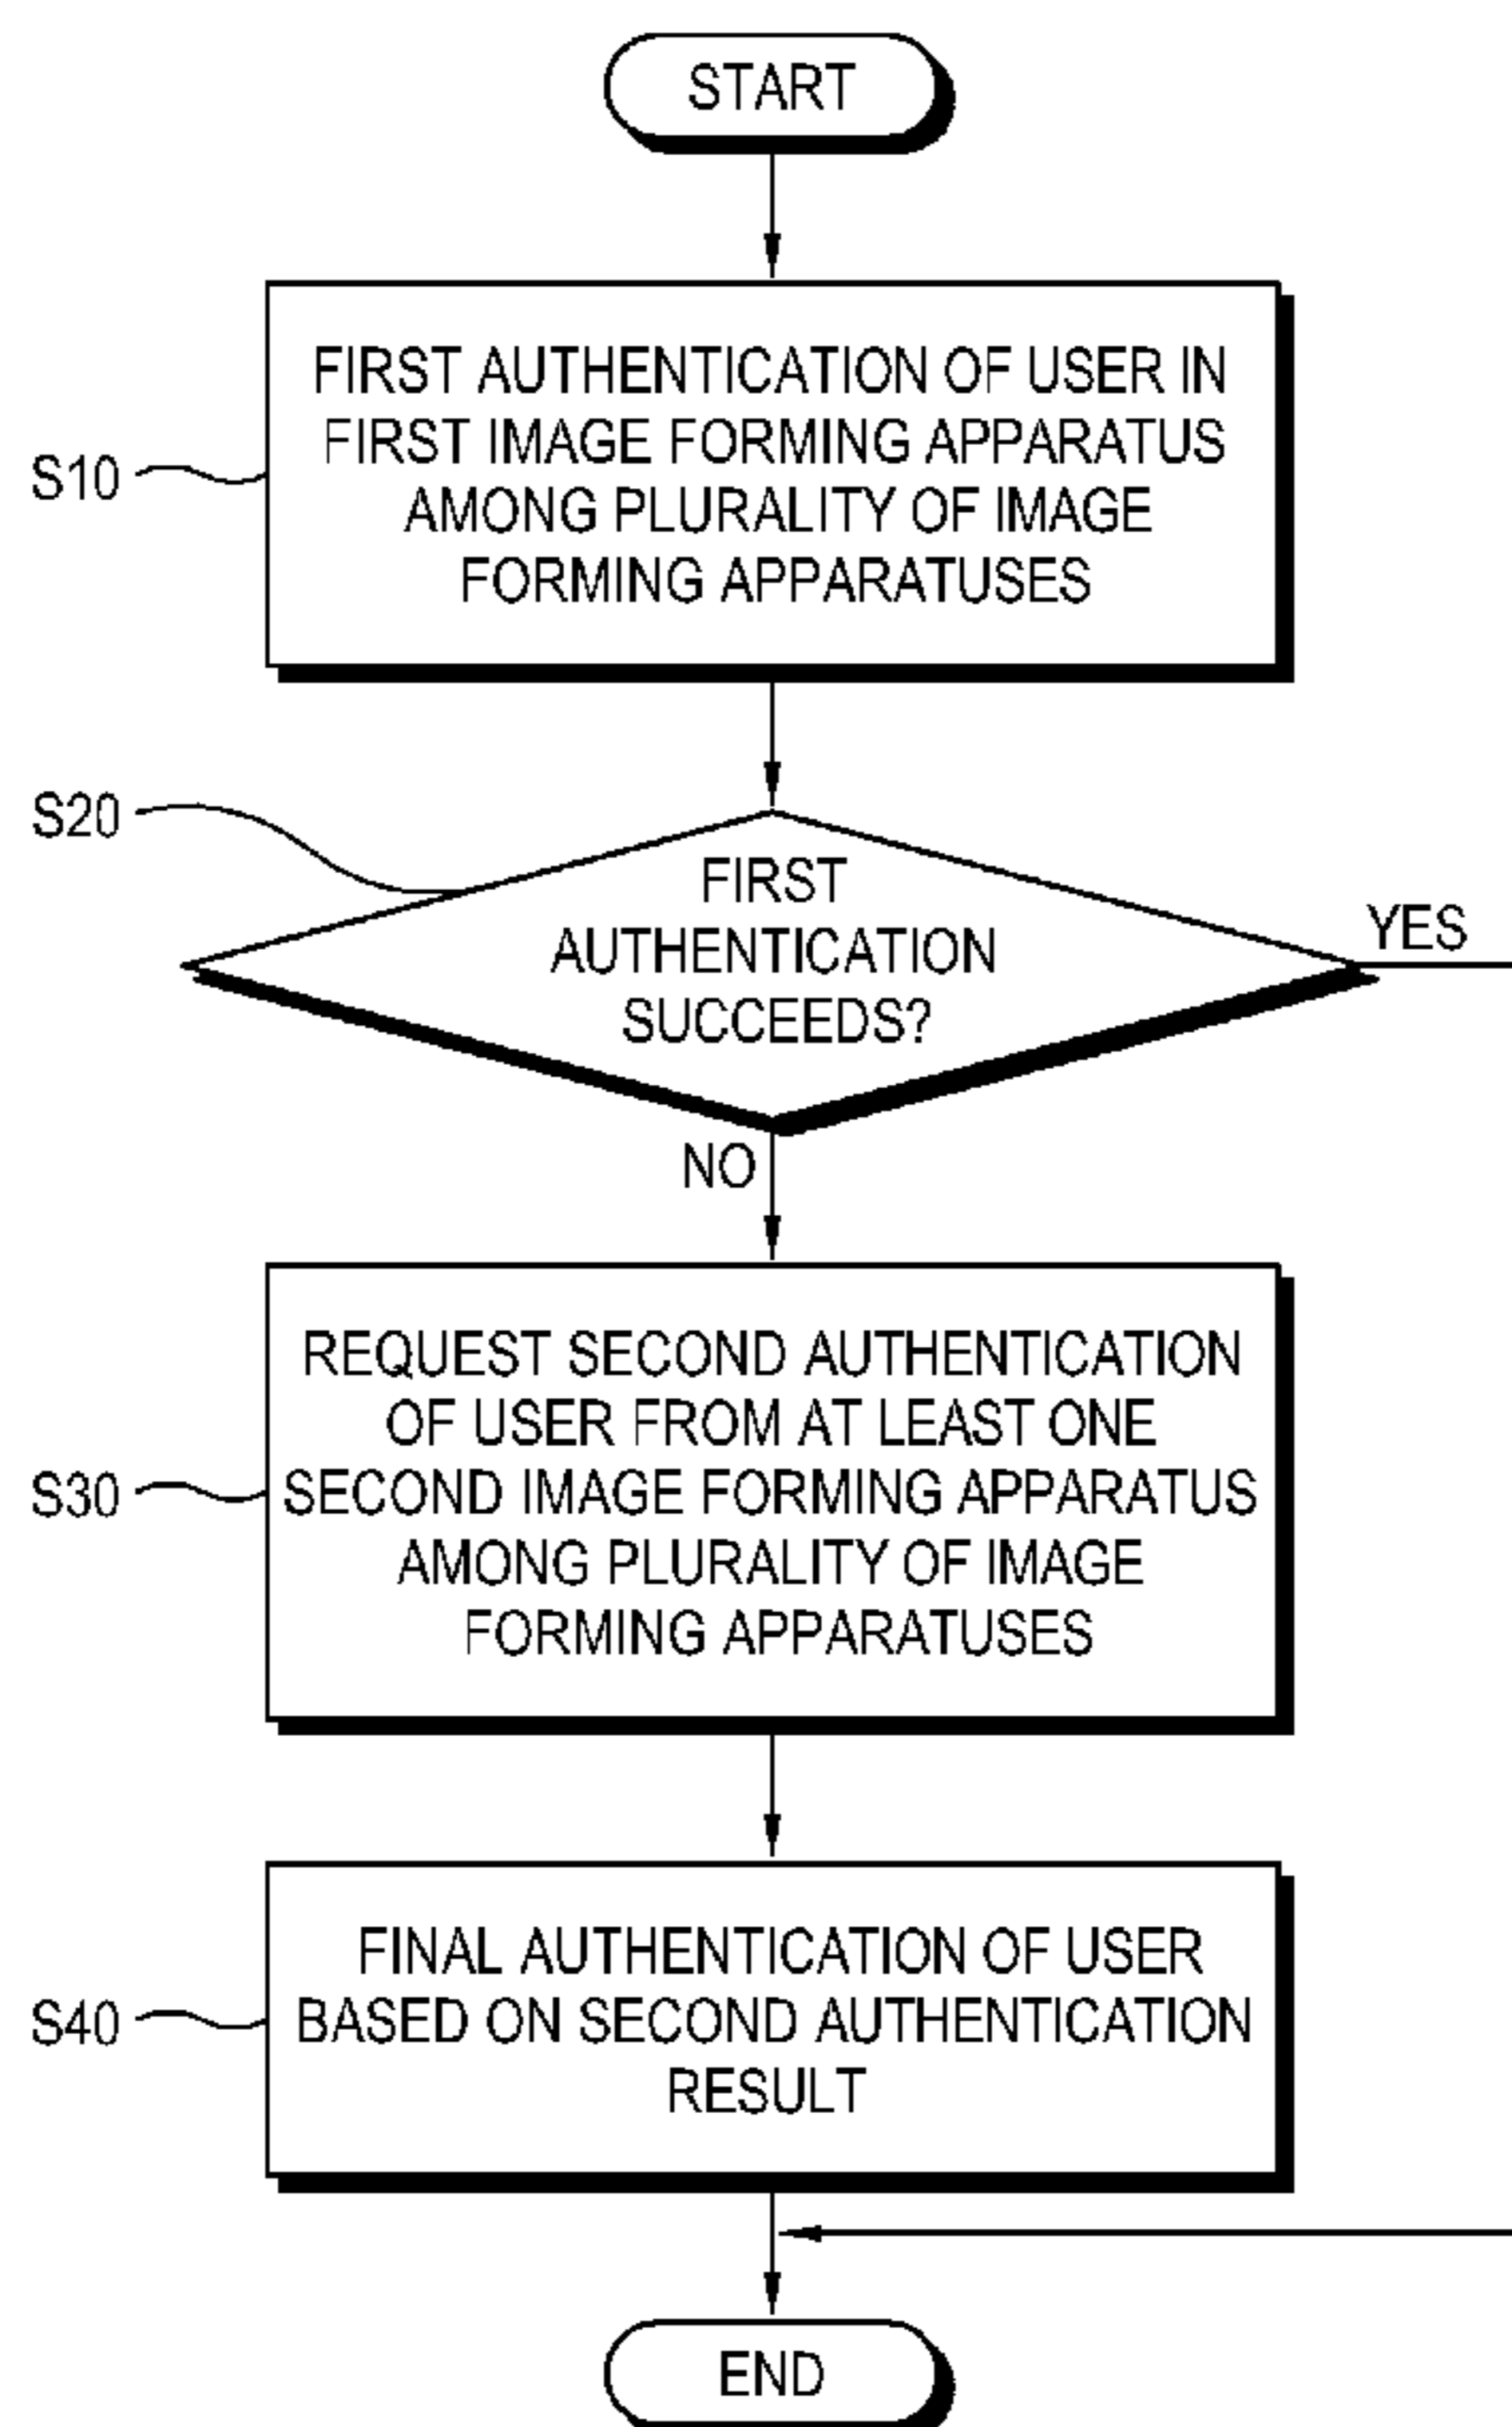 START
S10
FIRST AUTHENTICATION OF USER IN
FIRST IMAGE FORMING APPARATUS
AMONG PLURALITY OF IMAGE
FORMING APPARATUSES
S20
FIRST
AUTHENTICATION
SUCCEEDS?
YES
NO
S30
REQUEST SECOND AUTHENTICATION
OF USER FROM AT LEAST ONE
SECOND IMAGE FORMING APPARATUS
AMONG PLURALITY OF IMAGE
FORMING APPARATUSES
S40
FINAL AUTHENTICATION OF USER
BASED ON SECOND AUTHENTICATION
RESULT
END